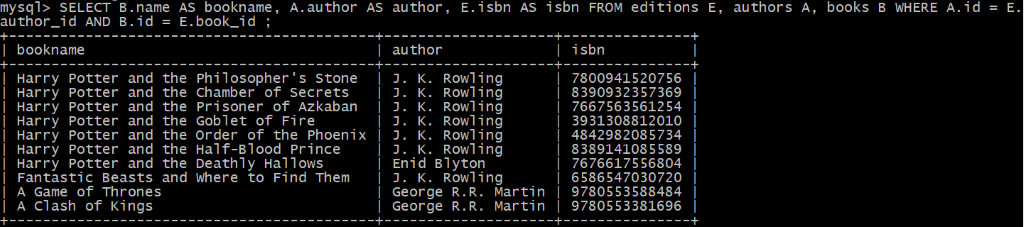 mysql> SELECT B.name AS bookname, A.author AS author, E.isbn AS isbn FROM editions E, authors A, books B WHERE A.id = E.
author_id AND B.id = E.book_id ;
+------------------------------------------+---------------------+---------------+
| bookname | author | isbn |
+------------------------------------------+---------------------+---------------+
| Harry Potter and the Philosopher's Stone | J. K. Rowling | 7800941520756 |
| Harry Potter and the Chamber of Secrets | J. K. Rowling | 8390932357369 |
| Harry Potter and the Prisoner of Azkaban | J. K. Rowling | 7667563561254 |
| Harry Potter and the Goblet of Fire | J. K. Rowling | 3931308812010 |
| Harry Potter and the Order of the Phoenix | J. K. Rowling | 4842982085734 |
| Harry Potter and the Half-Blood Prince | J. K. Rowling | 8389141085589 |
| Harry Potter and the Deathly Hallows | Enid Blyton | 7676617556804 |
| Fantastic Beasts and Where to Find Them | J. K. Rowling | 6586547030720 |
| A Game of Thrones | George R.R. Martin | 9780553588484 |
| A Clash of Kings | George R.R. Martin | 9780553381696 |
+------------------------------------------+---------------------+---------------+